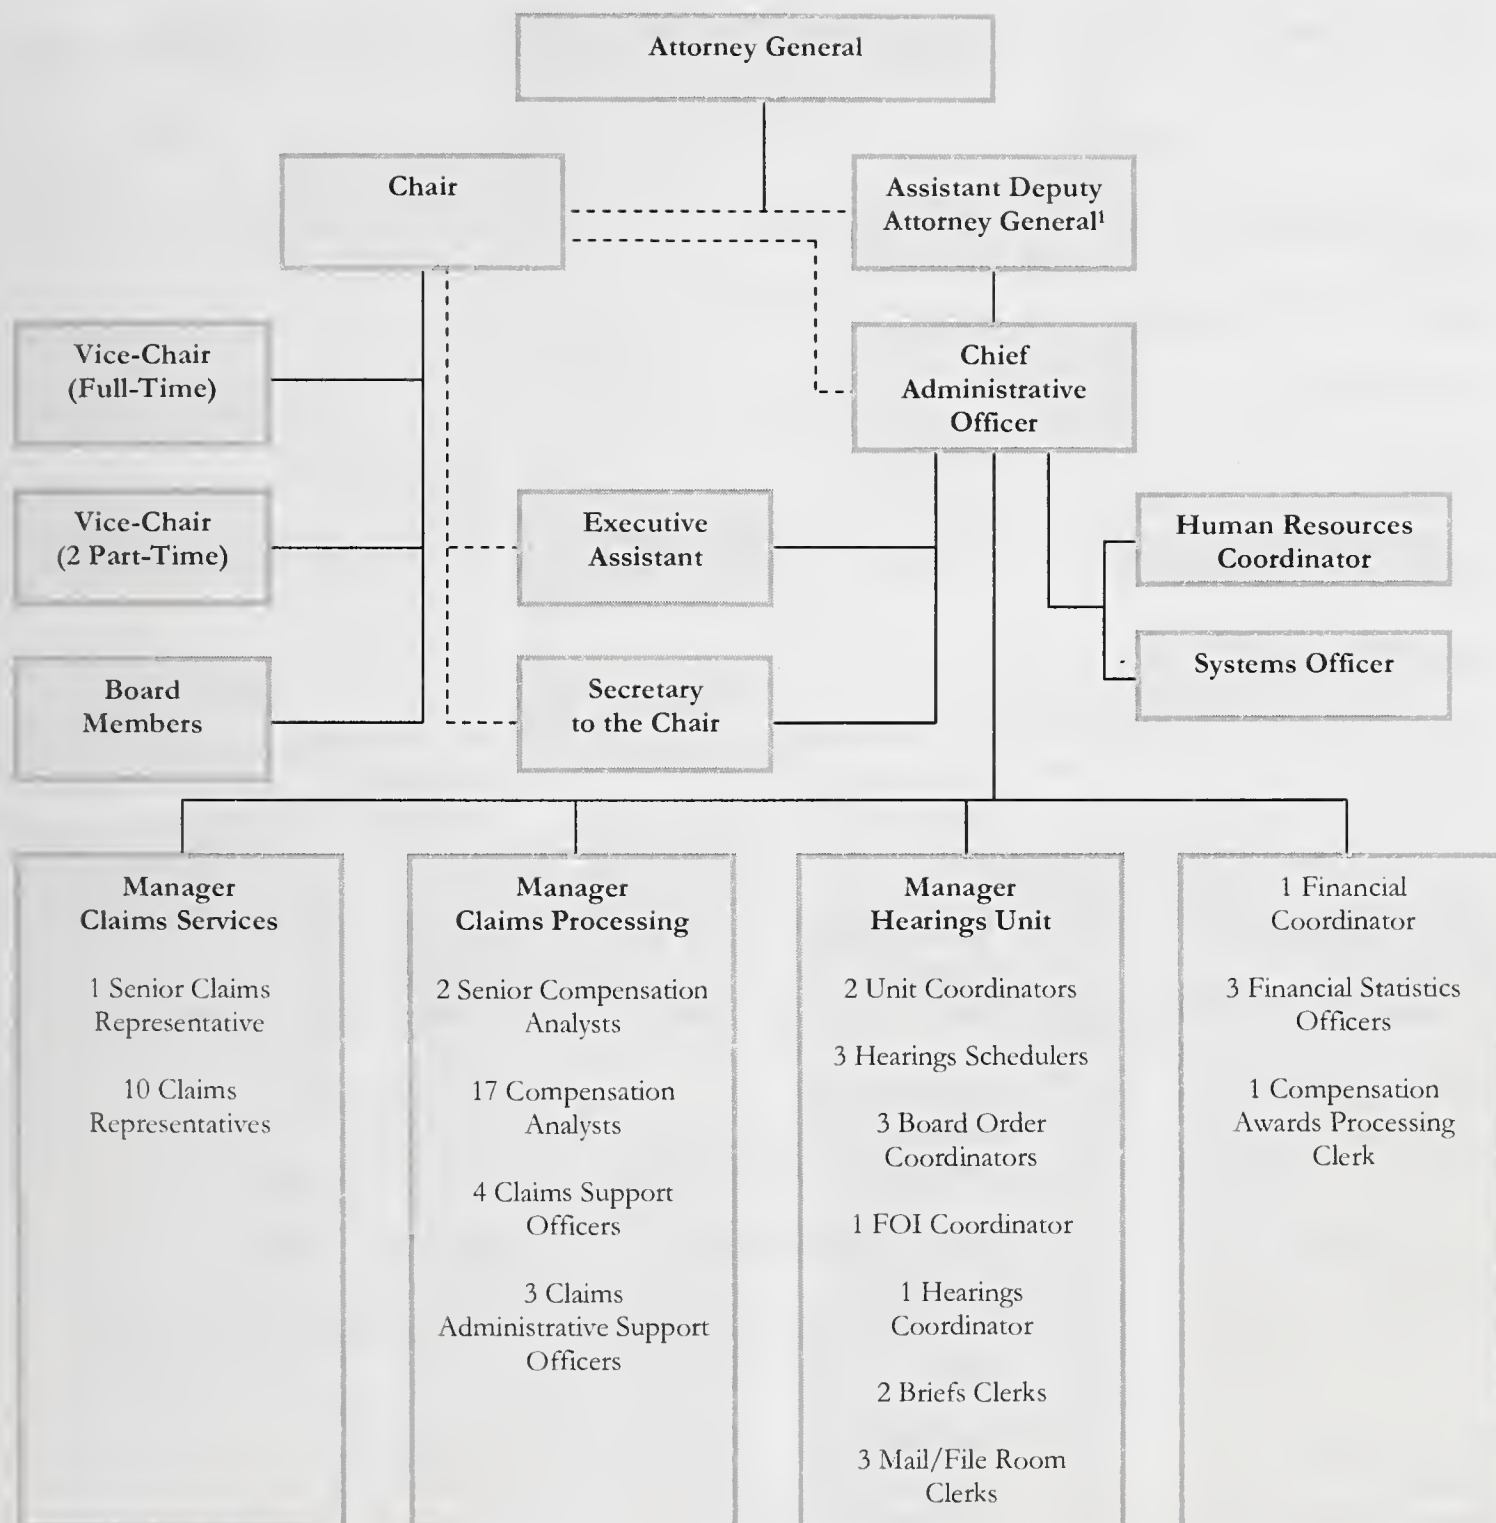 Attorney General
Chair
Assistant Deputy
Attorney General¹
Vice-Chair
(Full-Time)
Chief
Administrative
Officer
Vice-Chair
(2 Part-Time)
Executive
Assistant
Human Resources
Coordinator
Board
Members
Secretary
to the Chair
Systems Officer
Manager
Claims Services
1 Senior Claims
Representative
10 Claims
Representatives
Manager
Claims Processing
2 Senior Compensation
Analysts
17 Compensation
Analysts
4 Claims Support
Officers
3 Claims
Administrative Support
Officers
Manager
Hearings Unit
2 Unit Coordinators
3 Hearings Schedulers
3 Board Order
Coordinators
1 FOI Coordinator
1 Hearings
Coordinator
2 Briefs Clerks
3 Mail/File Room
Clerks
1 Financial
Coordinator
3 Financial Statistics
Officers
1 Compensation
Awards Processing
Clerk